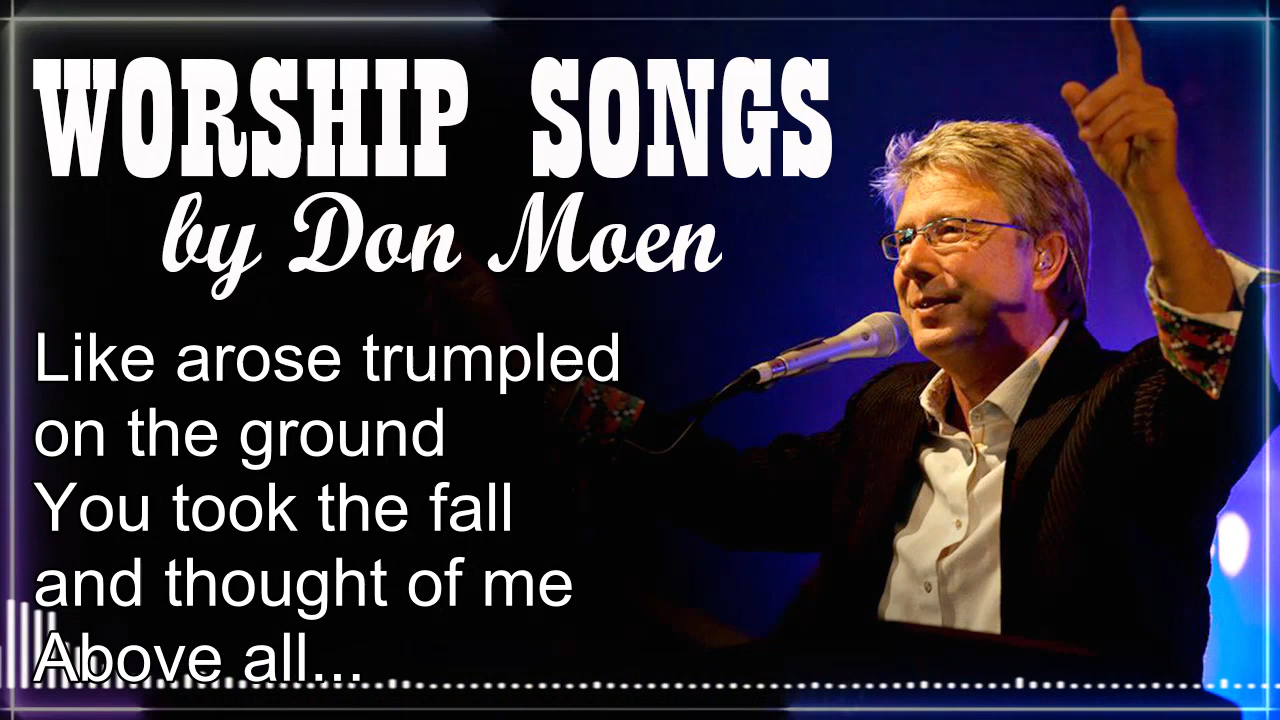 WORSHIP SONGS
by Don Moen
Like arose trumpled
on the ground
You took the fall
and thought of me
Above all...